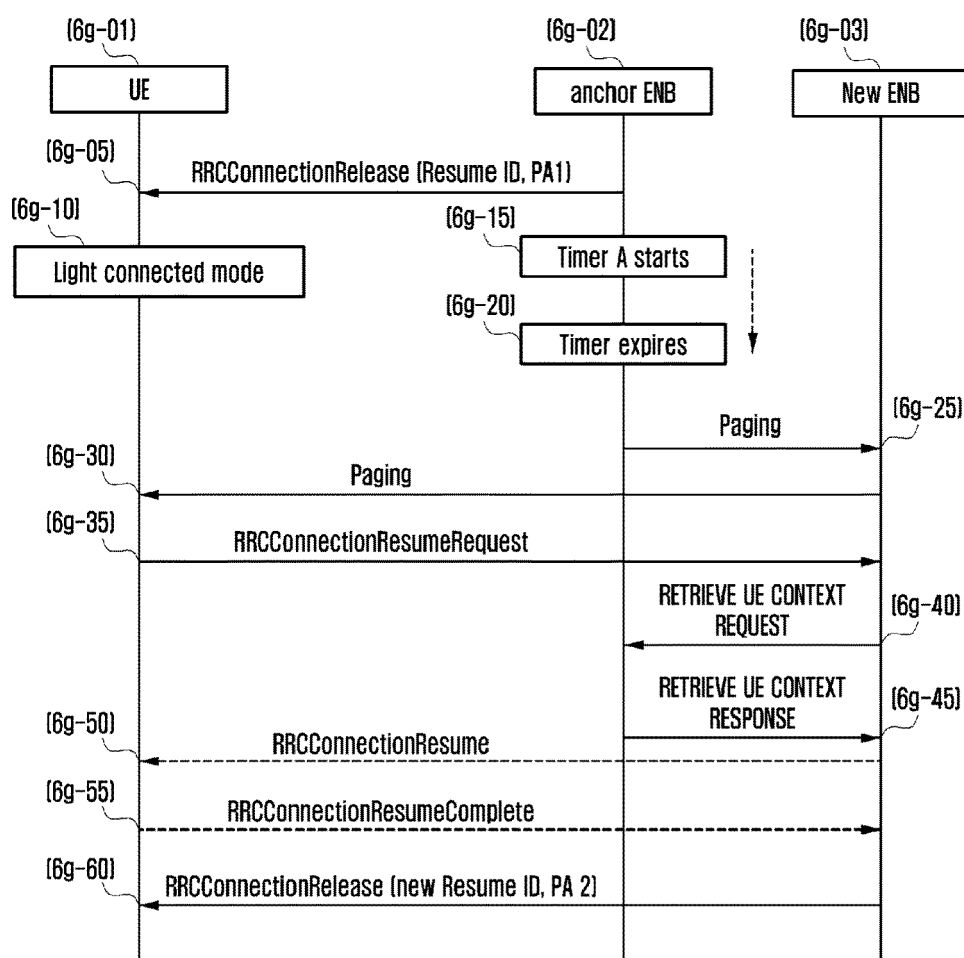 (6g-01)
(6g-02)
(6g-03)
UE
anchor ENB
New ENB
(6g-05)
RRCConnectionRelease (Resume ID, PA1)
(6g-10)
(6g-15)
Light connected mode
Timer A starts
(6g-20)
Timer expires
(6g-25)
Paging
(6g-30)
Paging
(6g-35)
RRCConnectionResumeRequest
RETRIEVE UE CONTEXT
REQUEST
(6g-40)
RETRIEVE UE CONTEXT
RESPONSE
(6g-45)
(6g-50)
RRCConnectionResume
(6g-55)
RRCConnectionResumeComplete
(6g-60)
RRCConnectionRelease (new Resume ID, PA 2)